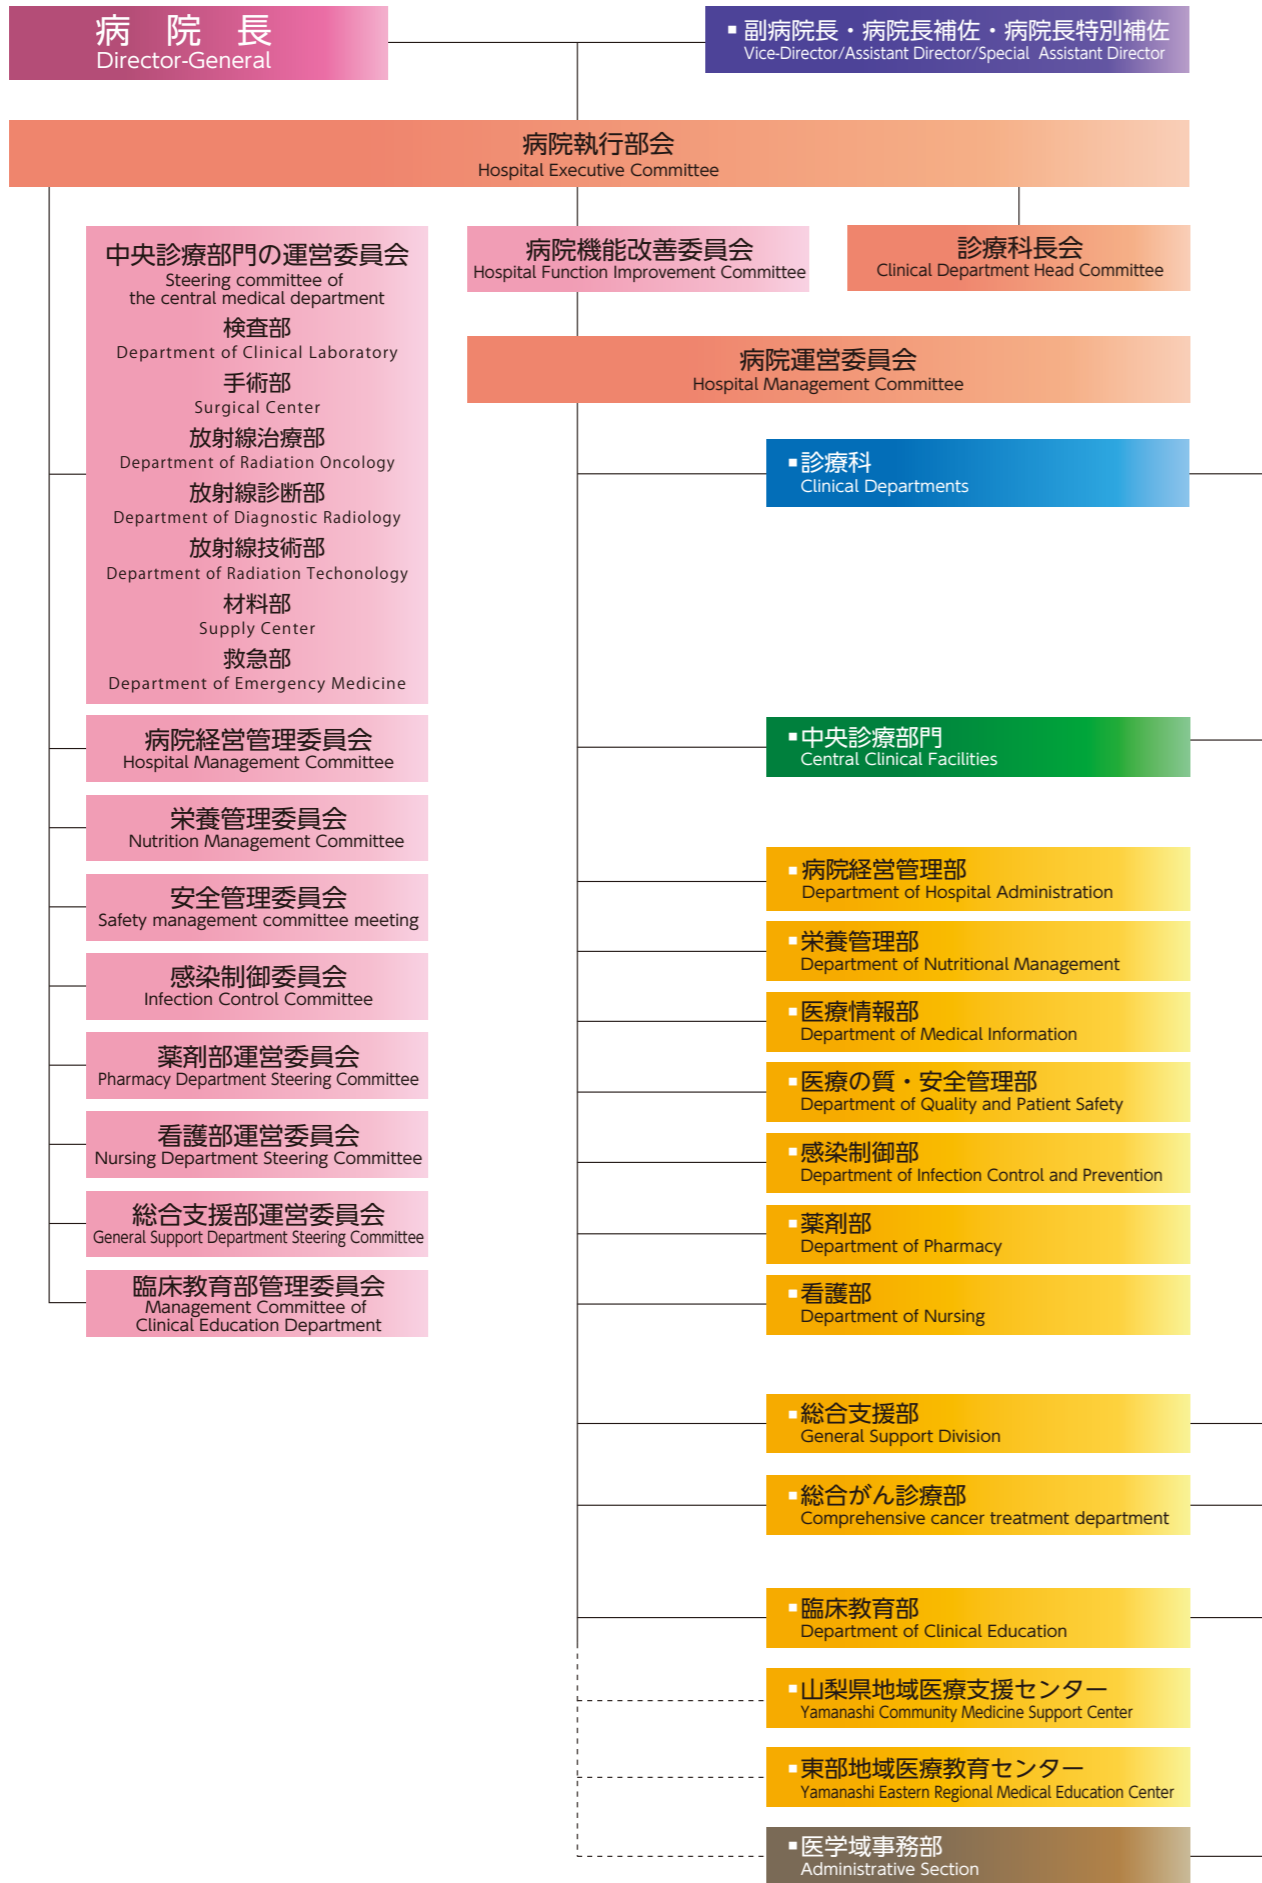 病 院 長
Director-General
■ 副病院長・病院長補佐・病院長特別補佐
Vice-Director/Assistant Director/Special Assistant Director
病院執行部会
Hospital Executive Committee
中央診療部門の運営委員会
Steering committee of
the central medical department
検査部
Department of Clinical Laboratory
手術部
Surgical Center
放射線治療部
Department of Radiation Oncology
放射線診断部
Department of Diagnostic Radiology
放射線技術部
Department of Radiation Techonology
材料部
Supply Center
救急部
Department of Emergency Medicine
病院経営管理委員会
Hospital Management Committee
栄養管理委員会
Nutrition Management Committee
安全管理委員会
Safety management committee meeting
感染制御委員会
Infection Control Committee
薬剤部運営委員会
Pharmacy Department Steering Committee
看護部運営委員会
Nursing Department Steering Committee
総合支援部運営委員会
General Support Department Steering Committee
臨床教育部管理委員会
Management Committee of
Clinical Education Department
病院機能改善委員会
Hospital Function Improvement Committee
診療科長会
Clinical Department Head Committee
病院運営委員会
Hospital Management Committee
■診療科
Clinical Departments
■中央診療部門
Central Clinical Facilities
■病院経営管理部
Department of Hospital Administration
■栄養管理部
Department of Nutritional Management
■医療情報部
Department of Medical Information
■医療の質・安全管理部
Department of Quality and Patient Safety
■感染制御部
Department of Infection Control and Prevention
■薬剤部
Department of Pharmacy
■看護部
Department of Nursing
■総合支援部
General Support Division
■総合がん診療部
Comprehensive cancer treatment department
■臨床教育部
Department of Clinical Education
■山梨県地域医療支援センター
Yamanashi Community Medicine Support Center
■東部地域医療教育センター
Yamanashi Eastern Regional Medical Education Center
■医学域事務部
Administrative Section